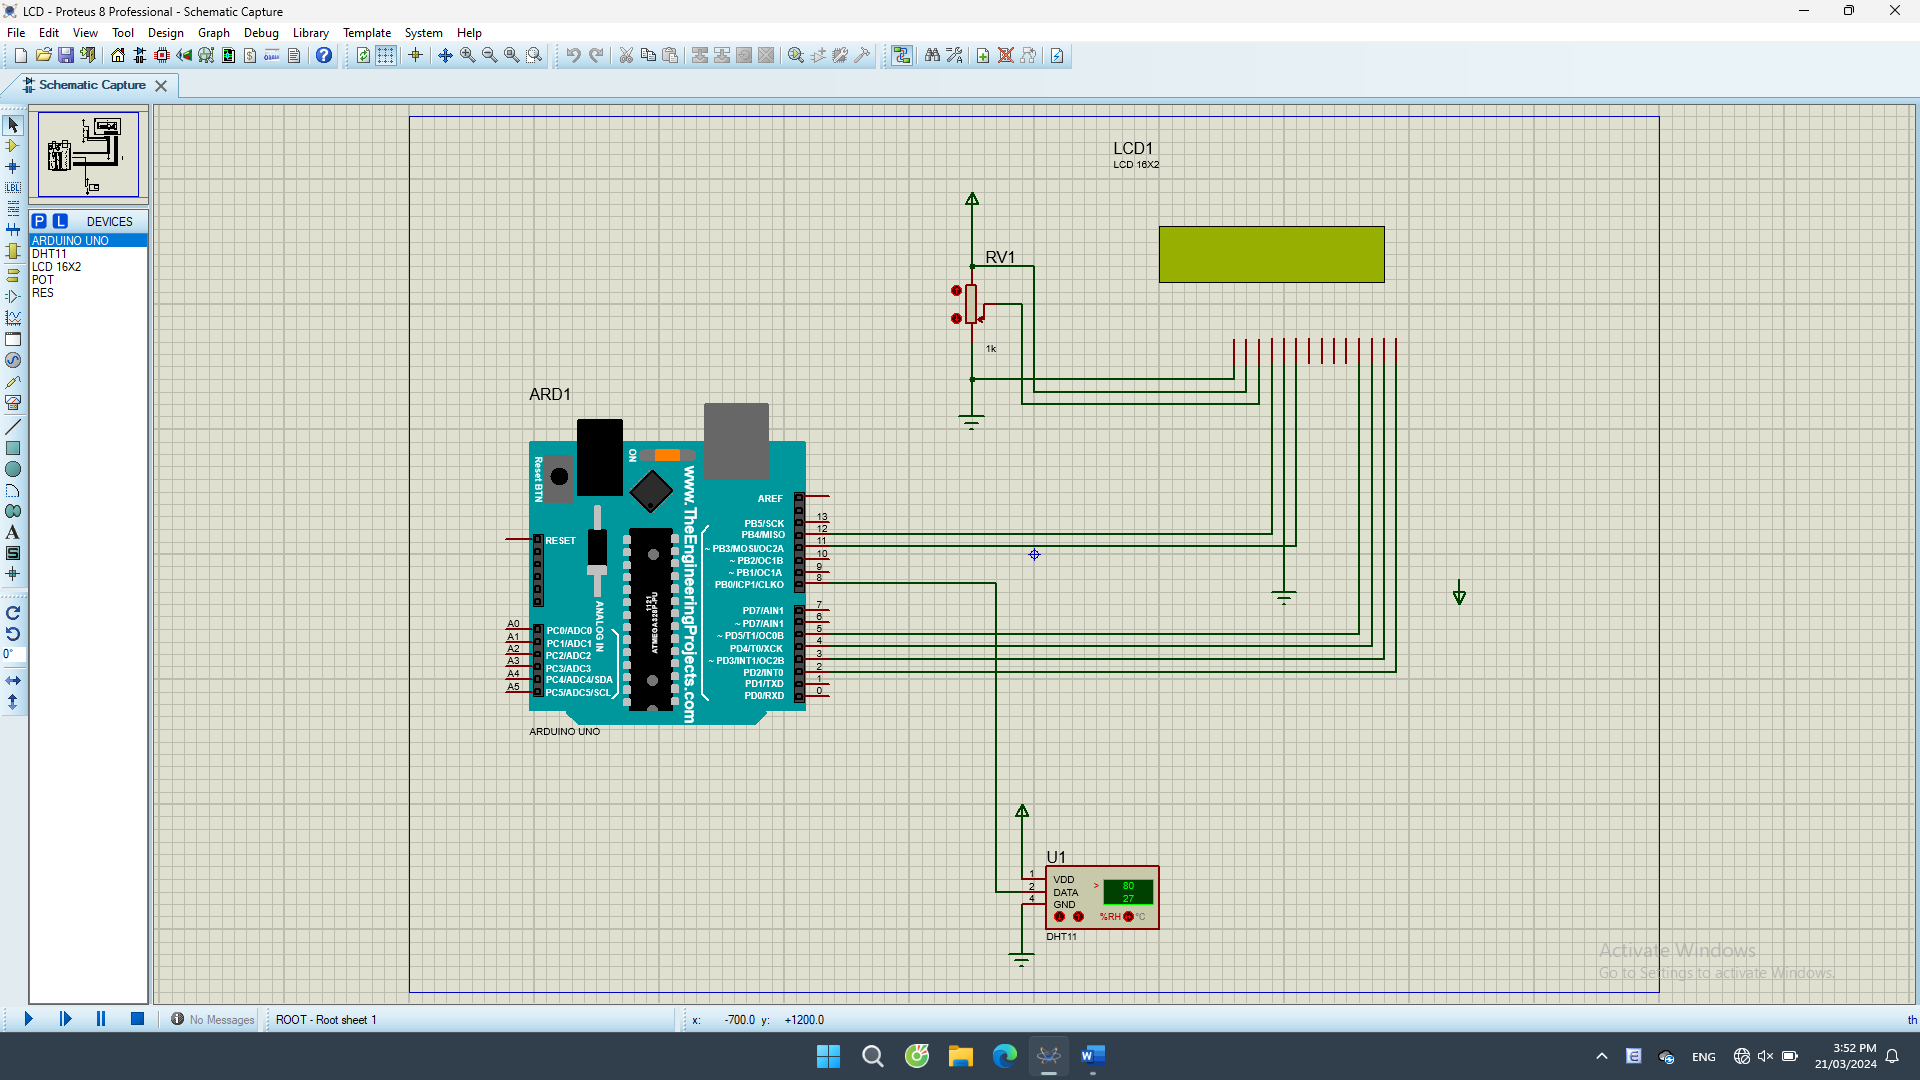 LCD - Proteus 8 Professional - Schematic Capture
File Edit View Tool Design Graph Debug Library Template System Help
Schematic Capture
P L DEVICES
ARDUINO UNO
DHT11
LCD 16X2
POT
RES
LBL
A
S
0°
LCD1
LCD 16X2
RV1
1k
ARD1
Reset BTN
ON
www.TheEngineeringProjects.com
AREF
PB5/SCK 13
PB4/MISO 12
~ PB3/MOSI/OC2A 11
~ PB2/OC1B 10
~ PB1/OC1A 9
PB0/ICP1/CLKO 8
PD7/AIN1 7
~ PD7/AIN1 6
~ PD5/T1/OC0B 5
PD4/T0/XCK 4
~ PD3/INT1/OC2B 3
PD2/INT0 2
PD1/TXD 1
PD0/RXD 0
RESET
1121
ATMEGA328P-PU
ANALOG IN
A0 PC0/ADC0
A1 PC1/ADC1
A2 PC2/ADC2
A3 PC3/ADC3
A4 PC4/ADC4/SDA
A5 PC5/ADC5/SCL
ARDUINO UNO
U1
1 VDD
2 DATA
4 GND
> 80
27
%RH °C
DHT11
Activate Windows
Go to Settings to activate Windows.
No Messages
ROOT - Root sheet 1
x: -700.0 y: +1200.0
th
ENG
3:52 PM
21/03/2024